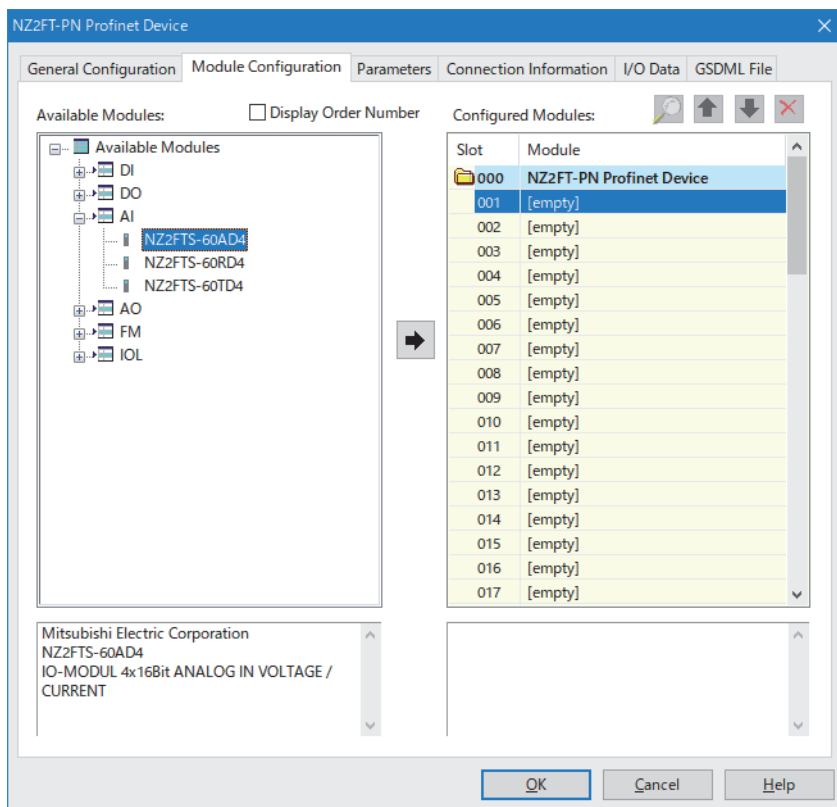 NZ2FT-PN Profinet Device
General Configuration Module Configuration Parameters Connection Information I/O Data GSDML File
Available Modules:
Display Order Number
Available Modules
DI
DO
AI
NZ2FTS-60AD4
NZ2FTS-60RD4
NZ2FTS-60TD4
AO
FM
IOL
Mitsubishi Electric Corporation
NZ2FTS-60AD4
IO-MODUL 4x16Bit ANALOG IN VOLTAGE /
CURRENT
Configured Modules:
Slot Module
000 NZ2FT-PN Profinet Device
001 [empty]
002 [empty]
003 [empty]
004 [empty]
005 [empty]
006 [empty]
007 [empty]
008 [empty]
009 [empty]
010 [empty]
011 [empty]
012 [empty]
013 [empty]
014 [empty]
015 [empty]
016 [empty]
017 [empty]
OK Cancel Help